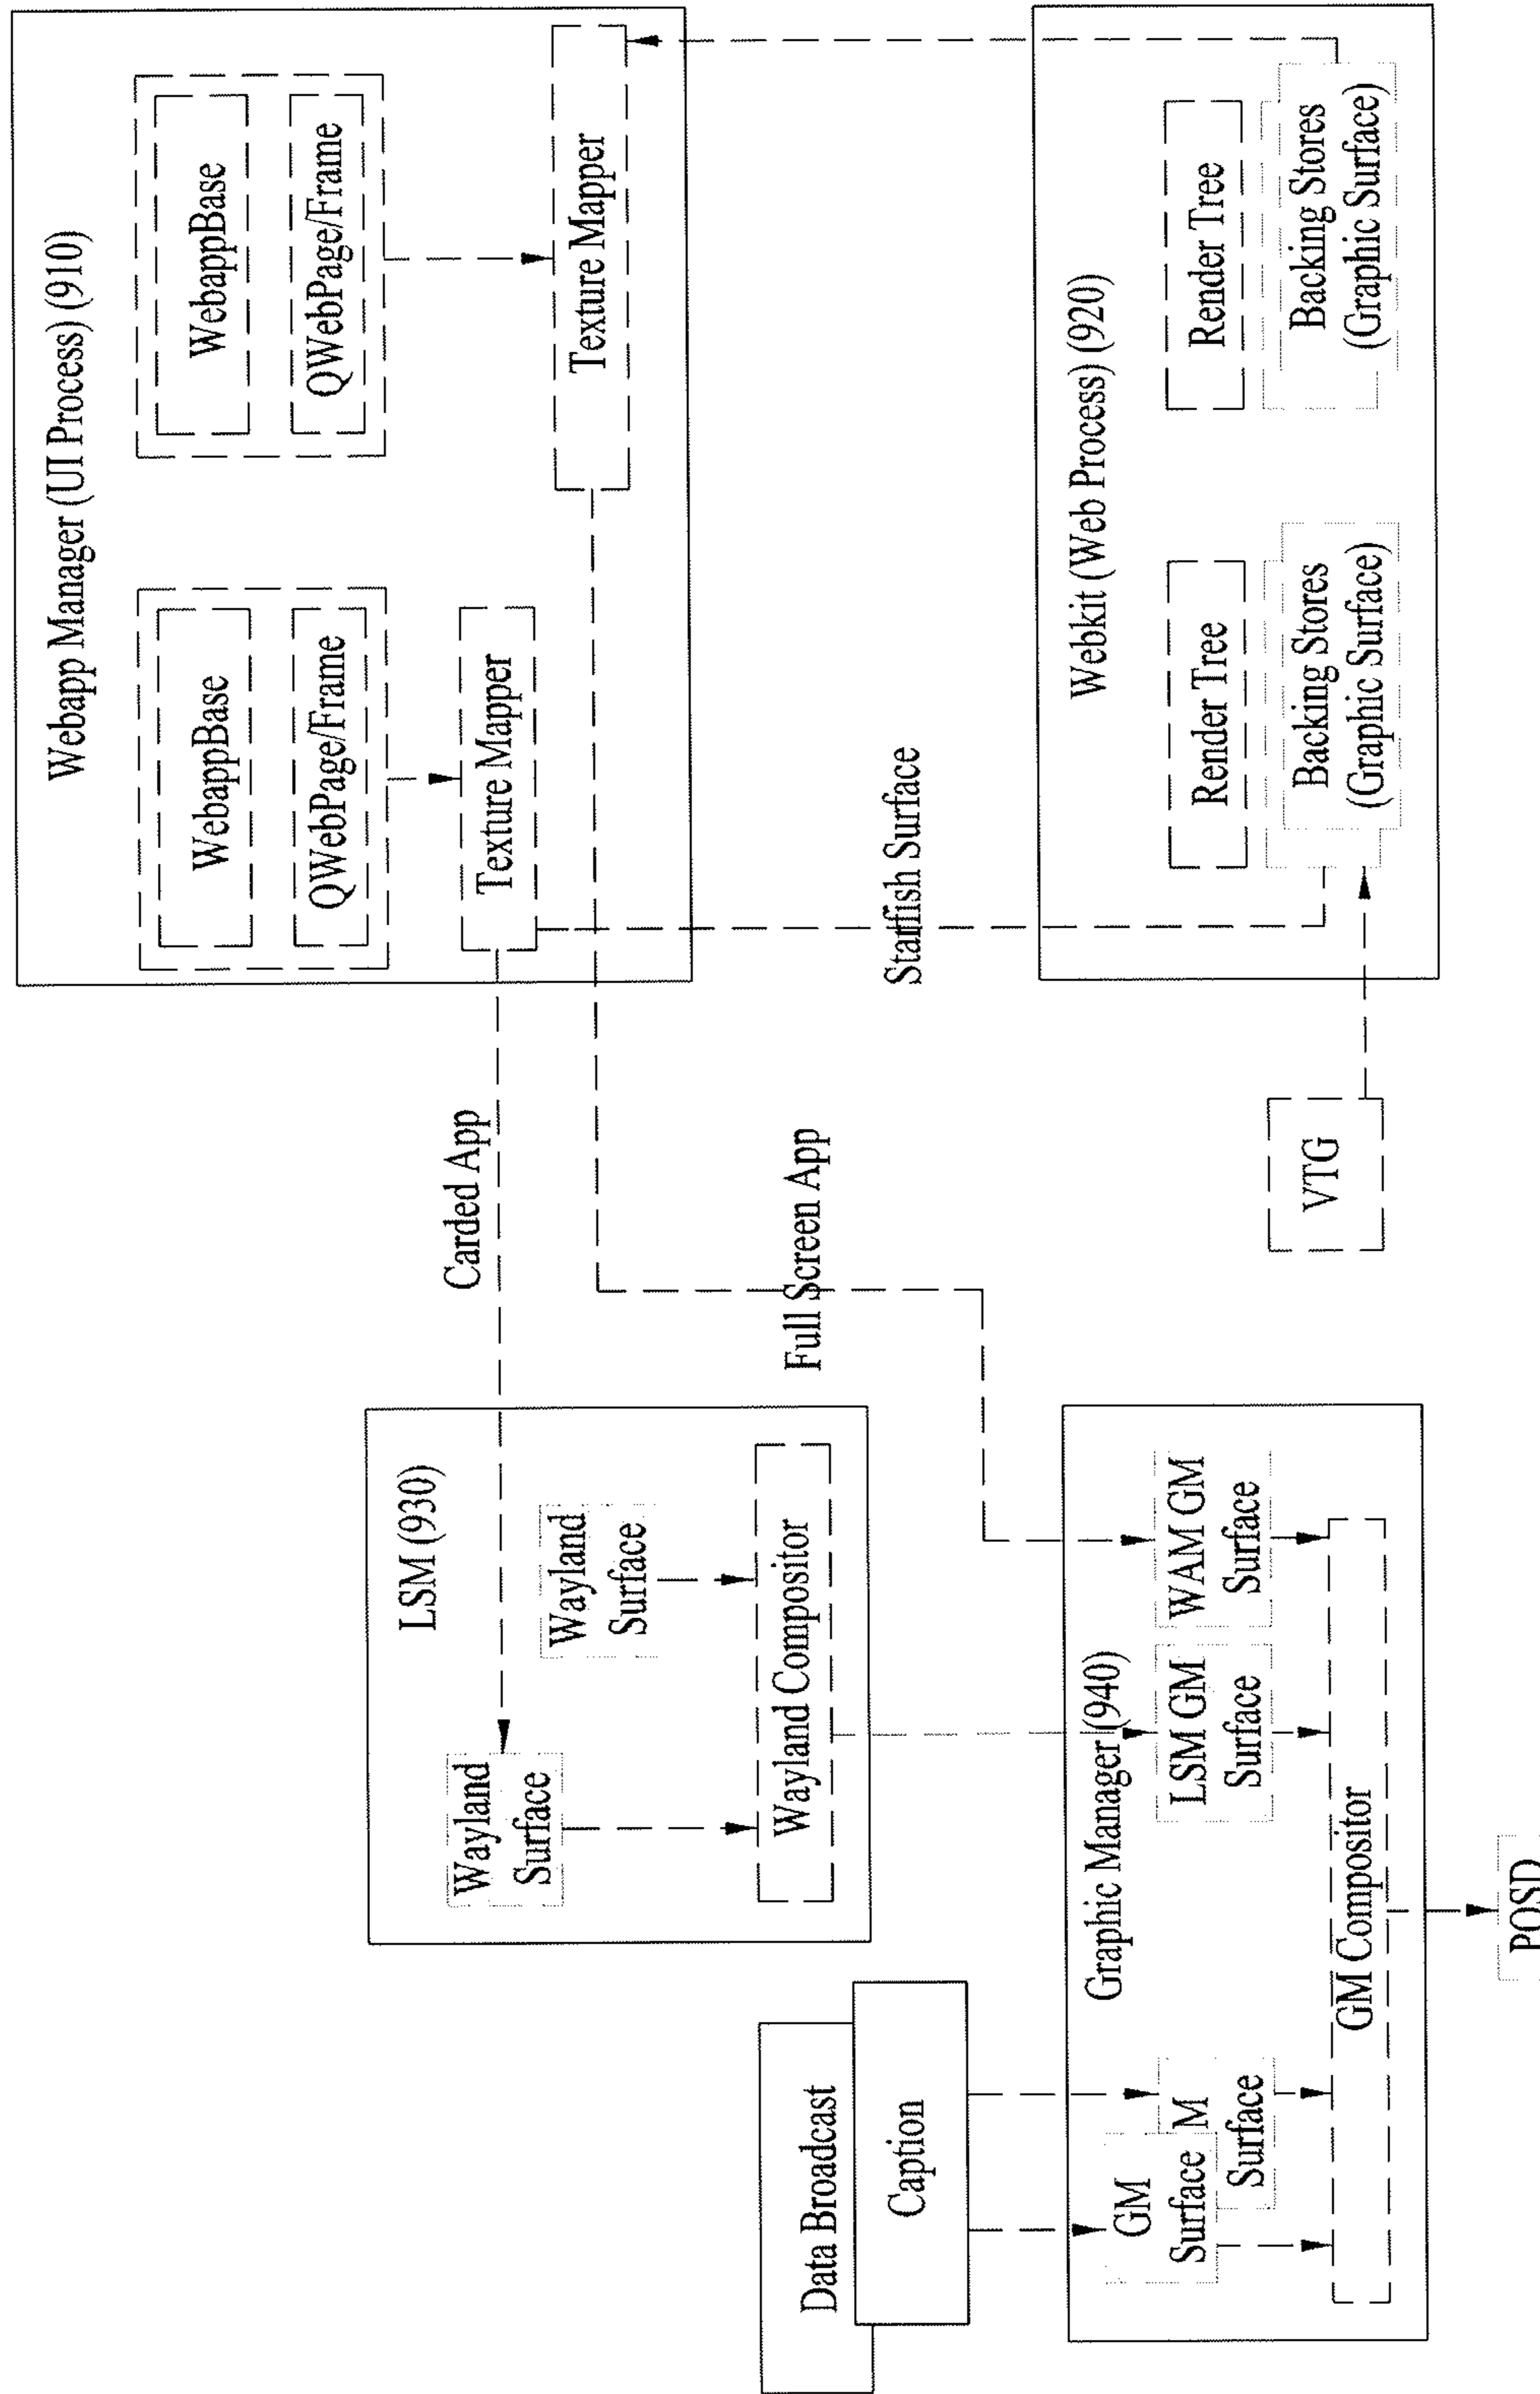 Webapp Manager (UI Process) (910)
WebappBase
QWebPage/Frame
Texture Mapper
WebappBase
QWebPage/Frame
Texture Mapper
Carded App
Full Screen App
Starfish Surface
LSM (930)
Wayland
Surface
Wayland
Surface
Wayland Compositor
Webkit (Web Process) (920)
Render Tree
Backing Stores
(Graphic Surface)
Render Tree
Backing Stores
(Graphic Surface)
VTG
Data Broadcast
Caption
Graphic Manager (940)
GM
Surface
M
Surface
LSM GM
Surface
WAM GM
Surface
GM Compositor
POSD